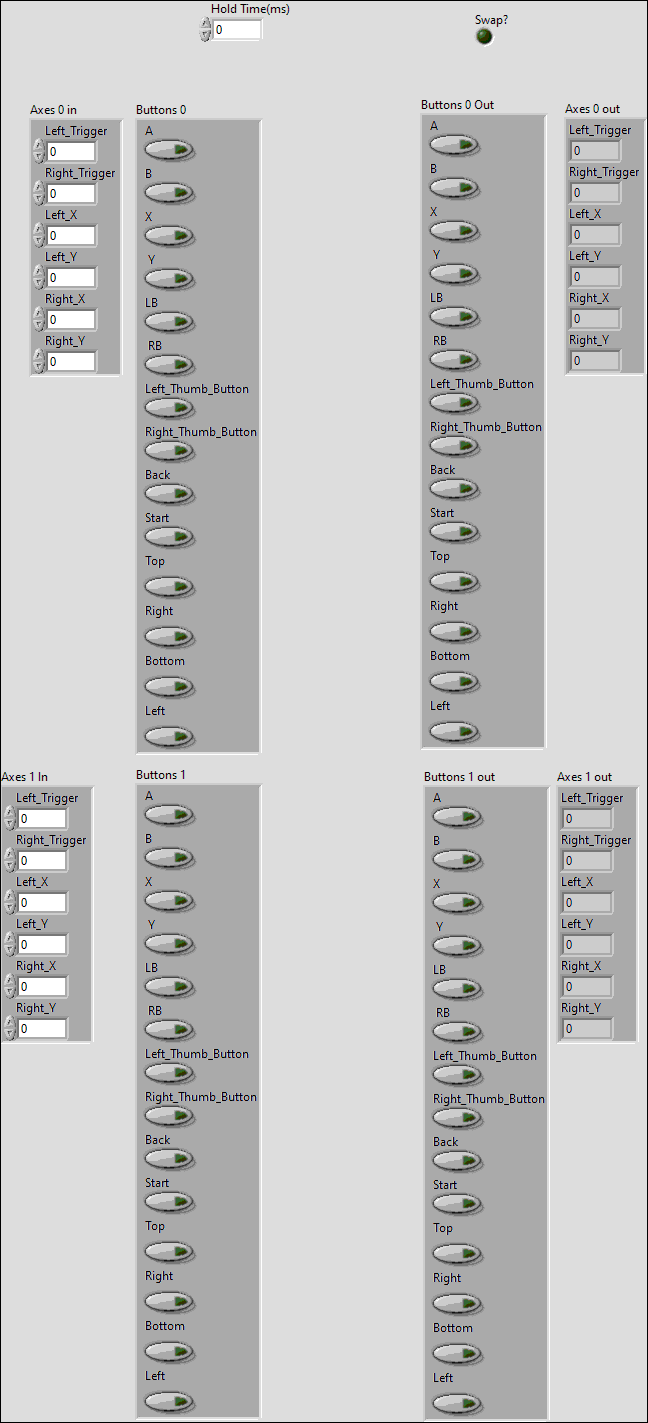 Hold Time(ms)
0
Swap?
Axes 0 in
Left_Trigger
0
Right_Trigger
0
Left_X
0
Left_Y
0
Right_X
0
Right_Y
0
Buttons 0
A
B
X
Y
LB
RB
Left_Thumb_Button
Right_Thumb_Button
Back
Start
Top
Right
Bottom
Left
Buttons 0 Out
A
B
X
Y
LB
RB
Left_Thumb_Button
Right_Thumb_Button
Back
Start
Top
Right
Bottom
Left
Axes 0 out
Left_Trigger
0
Right_Trigger
0
Left_X
0
Left_Y
0
Right_X
0
Right_Y
0
Axes 1 In
Left_Trigger
0
Right_Trigger
0
Left_X
0
Left_Y
0
Right_X
0
Right_Y
0
Buttons 1
A
B
X
Y
LB
RB
Left_Thumb_Button
Right_Thumb_Button
Back
Start
Top
Right
Bottom
Left
Buttons 1 out
A
B
X
Y
LB
RB
Left_Thumb_Button
Right_Thumb_Button
Back
Start
Top
Right
Bottom
Left
Axes 1 out
Left_Trigger
0
Right_Trigger
0
Left_X
0
Left_Y
0
Right_X
0
Right_Y
0